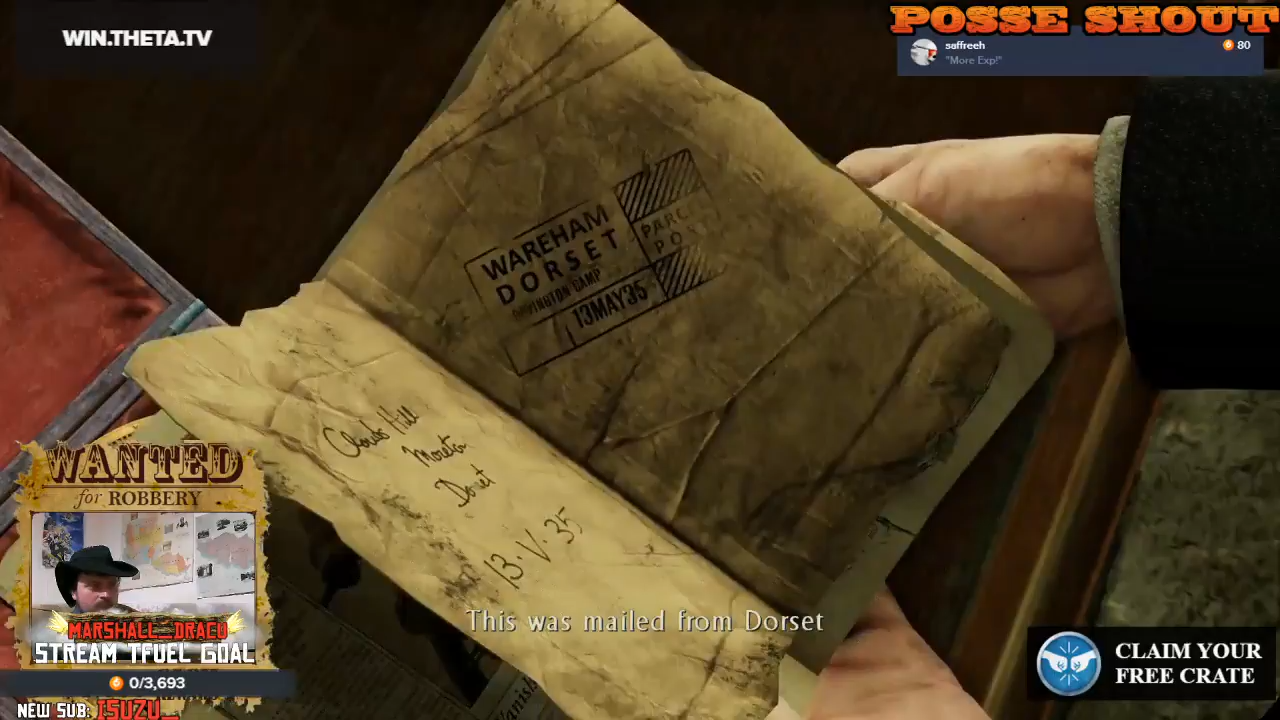 WIN.THETA.TV
POSSE SHOUT
saffreeh
80
"More Exp!"
WAREHAM
DORSET
BOVINGTON CAMP
13MAY35
PARC
PO
Clouds Hill
Moreton
Dorset
13·V·35
This was mailed from Dorset
WANTED
for ROBBERY
MARSHALL_DRACO
STREAM TFUEL GOAL
0/3,693
NEW SUB: ISUZU_
CLAIM YOUR
FREE CRATE